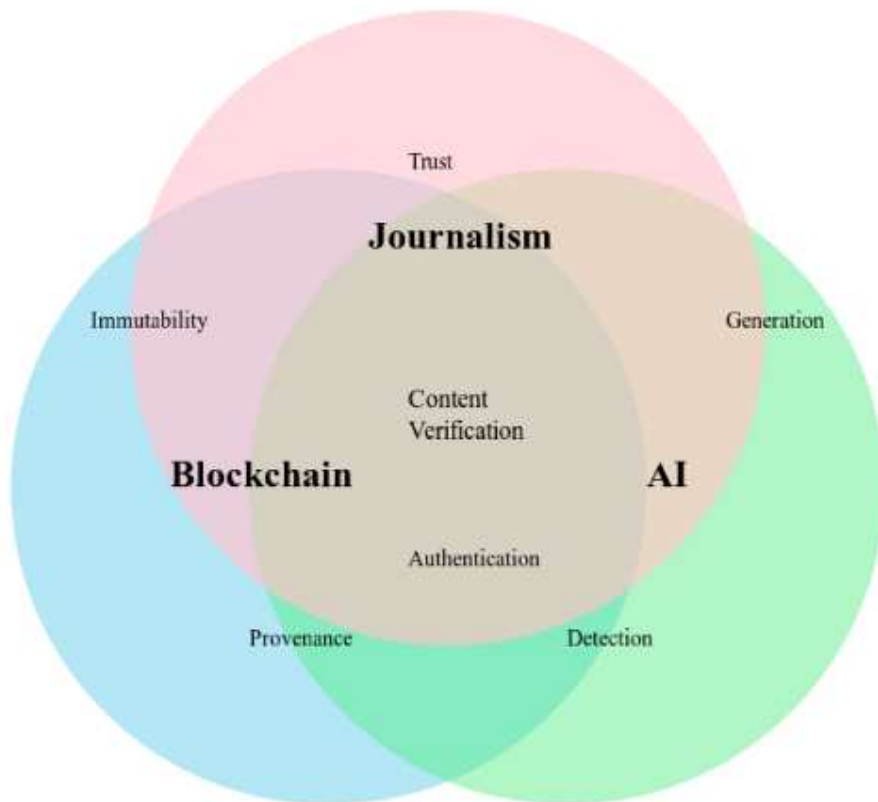 Trust
Journalism
Immutability
Generation
Content
Verification
Blockchain
AI
Authentication
Provenance
Detection